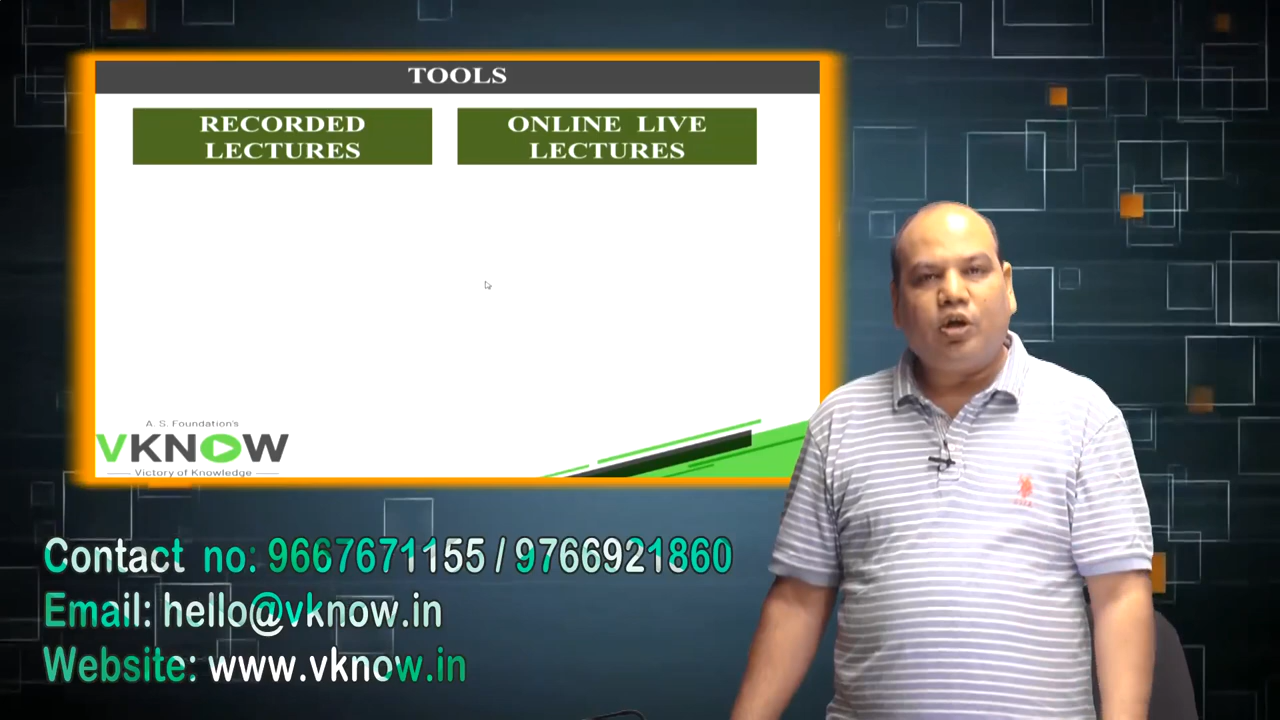 TOOLS
RECORDED
LECTURES
ONLINE LIVE
LECTURES
A. S. Foundation's
VKNOW
Victory of Knowledge
Contact no: 9667671155 / 9766921860
Email: hello@vknow.in
Website: www.vknow.in